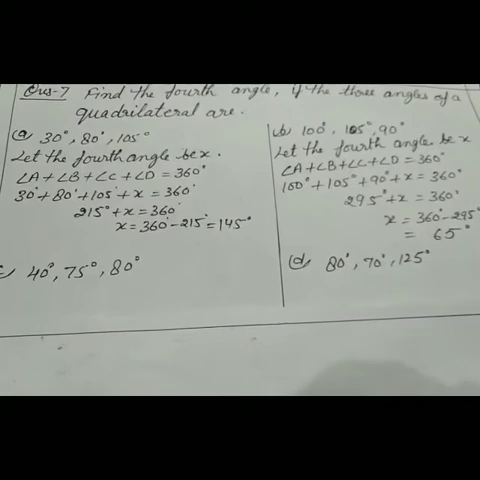 Qus-7 Find the fourth angle, if the three angles of a
quadrilateral are.
(a) 30°, 80°, 105°
Let the fourth angle be x.
∠A+∠B+∠C+∠D=360°
30°+80°+105+x=360°
215°+x=360°
x=360°-215°=145°
(b) 100°, 105°, 90°
Let the fourth angle be x
∠A+∠B+∠C+∠D=360°
100°+105°+90°+x=360°
295°+x=360°
x=360°-295°
= 65°
c) 40°, 75°, 80°
(d) 80°, 70°, 125°